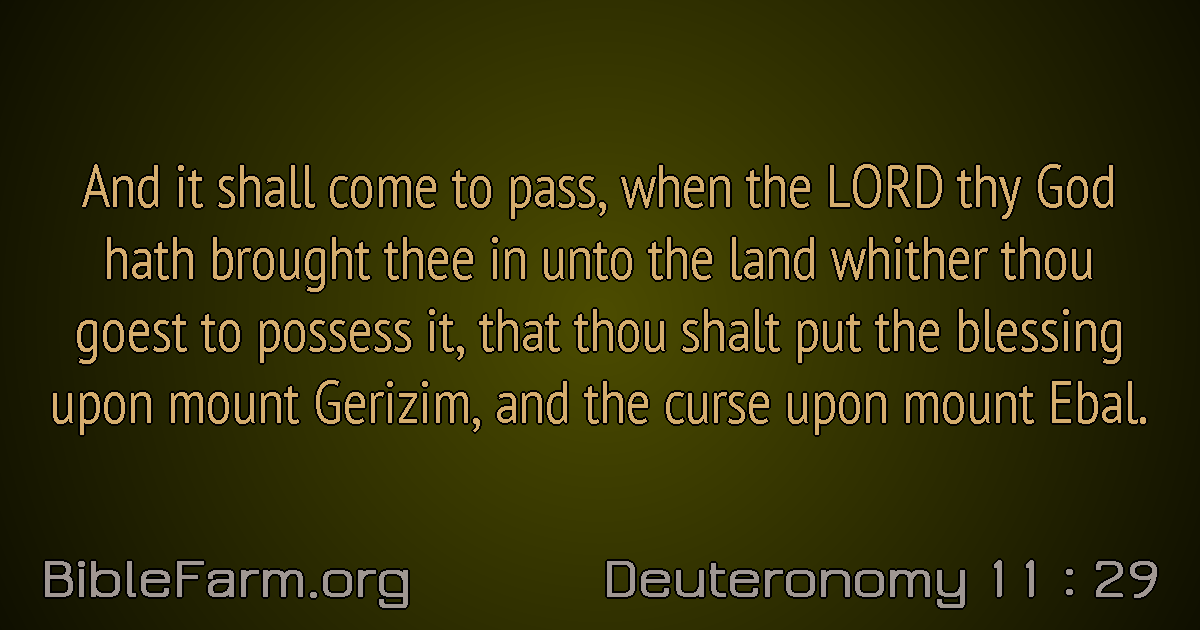 And it shall come to pass, when the LORD thy God
hath brought thee in unto the land whither thou
goest to possess it, that thou shalt put the blessing
upon mount Gerizim, and the curse upon mount Ebal.
BibleFarm.org
Deuteronomy 11 : 29